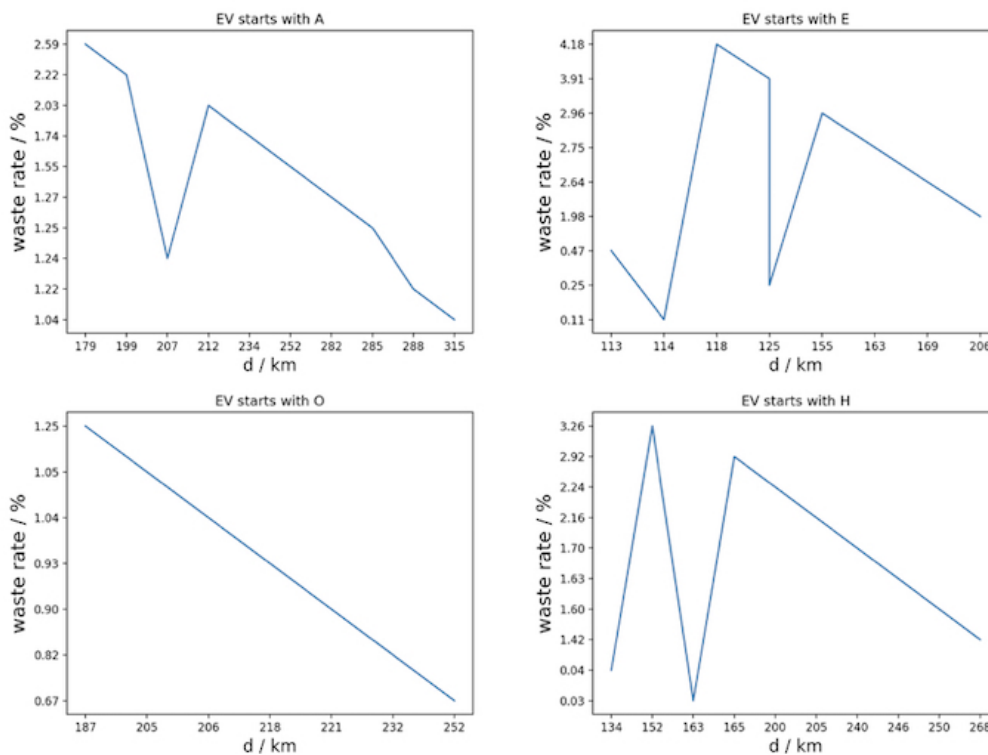 EV starts with A
waste rate / %
2.59
2.22
2.03
1.74
1.55
1.27
1.25
1.24
1.22
1.04
179 199 207 212 234 252 282 285 288 315
d / km
EV starts with E
waste rate / %
4.18
3.91
2.96
2.75
2.64
1.98
0.47
0.25
0.11
113 114 118 125 155 163 169 206
d / km
EV starts with O
waste rate / %
1.25
1.05
1.04
0.93
0.90
0.82
0.67
187 205 206 218 221 232 252
d / km
EV starts with H
waste rate / %
3.26
2.92
2.24
2.16
1.70
1.63
1.60
1.42
0.04
0.03
134 152 163 165 200 205 240 246 250 268
d / km